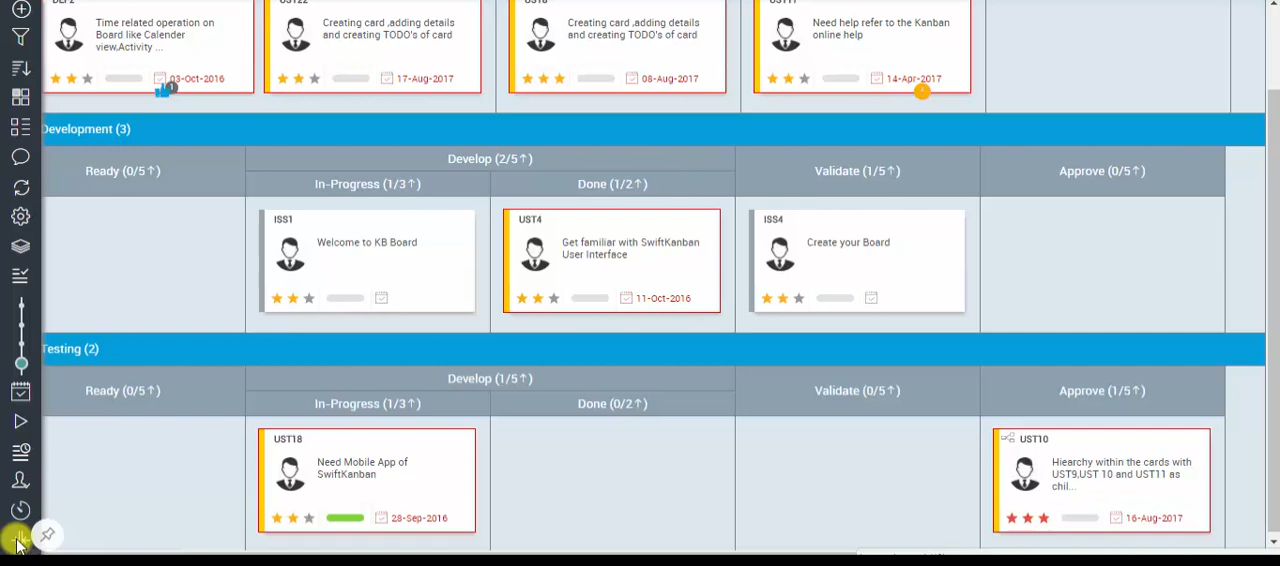 DEF2
UST22
UST17
Time related operation on
Board like Calender
view,Activity ...
Creating card ,adding details
and creating TODO's of card
Creating card ,adding details
and creating TODO's of card
Need help refer to the Kanban
online help
03-Oct-2016
17-Aug-2017
08-Aug-2017
14-Apr-2017
1
Development (3)
Ready (0/5↑)
Develop (2/5↑)
In-Progress (1/3↑)
Done (1/2↑)
Validate (1/5↑)
Approve (0/5↑)
ISS1
Welcome to KB Board
UST4
Get familiar with SwiftKanban
User Interface
11-Oct-2016
ISS4
Create your Board
Testing (2)
Ready (0/5↑)
Develop (1/5↑)
In-Progress (1/3↑)
Done (0/2↑)
Validate (0/5↑)
Approve (1/5↑)
UST18
Need Mobile App of
SwiftKanban
28-Sep-2016
UST10
Hiearchy within the cards with
UST9,UST 10 and UST11 as
chil...
16-Aug-2017